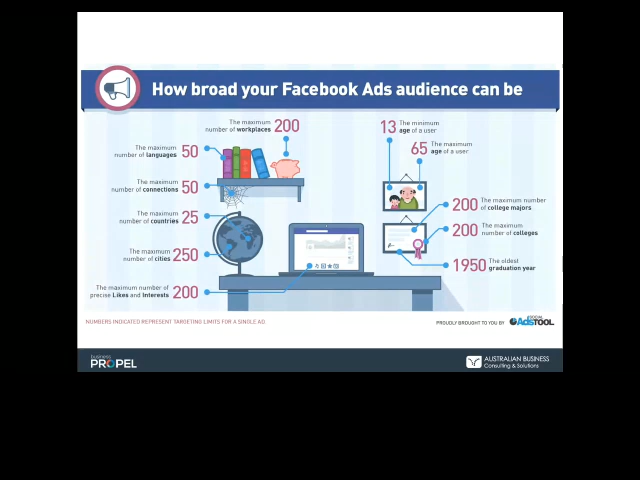 How broad your Facebook Ads audience can be
The maximum
number of workplaces 200
The maximum
number of languages 50
The maximum
number of connections 50
The maximum
number of countries 25
The maximum
number of cities 250
The maximum number of
precise Likes and Interests 200
13 The minimum
age of a user
65 The maximum
age of a user
200 The maximum number
of college majors
200 The maximum
number of colleges
1950 The oldest
graduation year
NUMBERS INDICATED REPRESENT TARGETING LIMITS FOR A SINGLE AD
PROUDLY BROUGHT TO YOU BY
SOCIAL
AdsTOOL
business
PROPEL
AUSTRALIAN BUSINESS
Consulting & Solutions